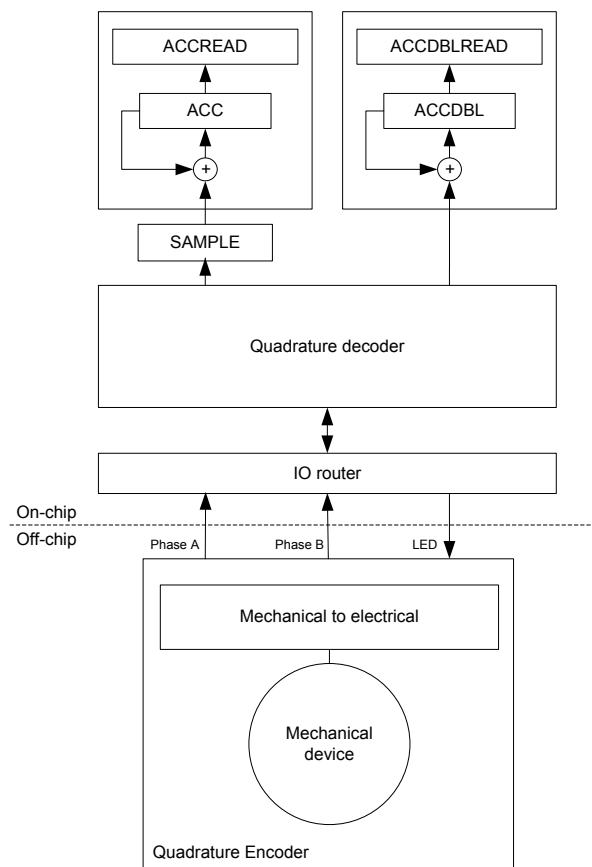 ACCREAD
ACCDBLREAD
ACC
ACCDBL
+
+
SAMPLE
Quadrature decoder
IO router
On-chip
Off-chip
Phase A
Phase B
LED
Mechanical to electrical
Mechanical
device
Quadrature Encoder